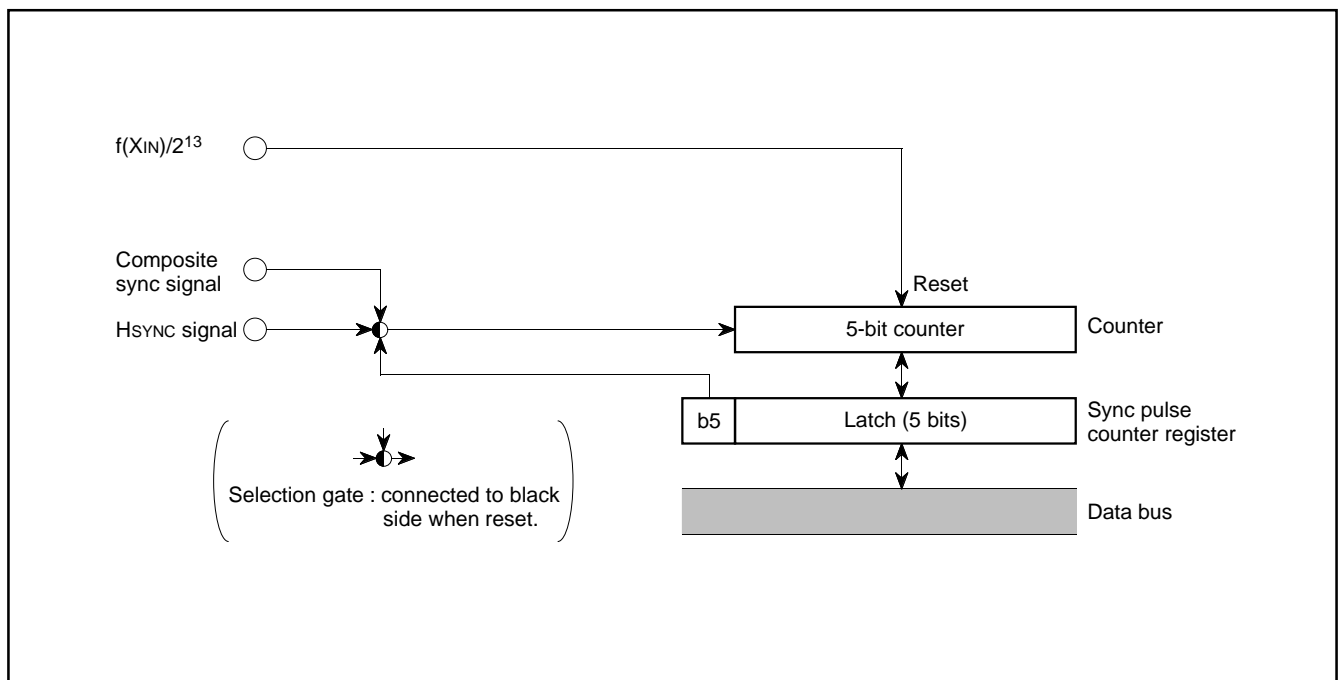 f(XIN)/2¹³
Composite
sync signal
HSYNC signal
Reset
5-bit counter
Counter
b5
Latch (5 bits)
Sync pulse
counter register
Selection gate : connected to black
side when reset.
Data bus